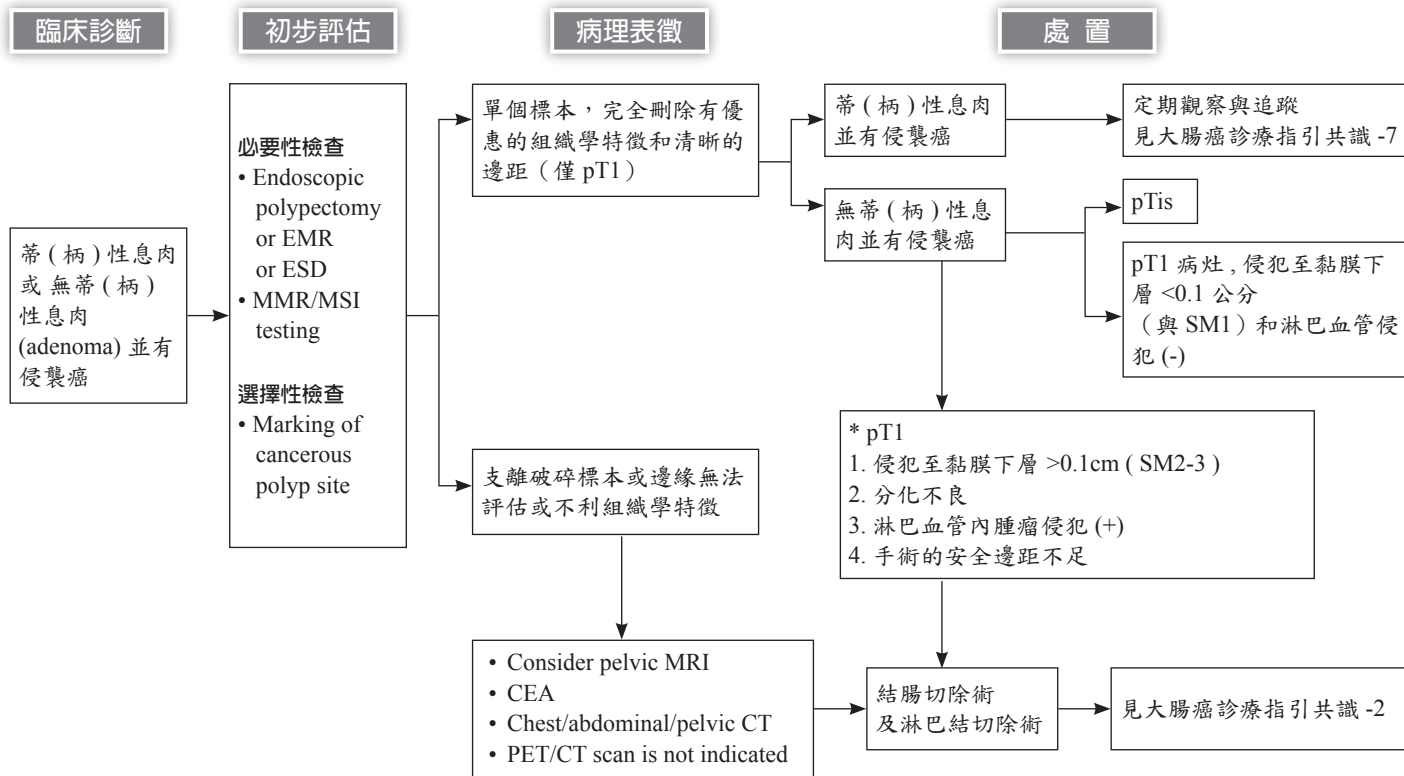 臨床診斷
初步評估
病理表徵
處 置
蒂 ( 柄 ) 性息肉
或 無蒂 ( 柄 )
性息肉
(adenoma) 並有
侵襲癌
必要性檢查
• Endoscopic
polypectomy
or EMR
or ESD
• MMR/MSI
testing
選擇性檢查
• Marking of
cancerous
polyp site
單個標本，完全刪除有優
惠的組織學特徵和清晰的
邊距（僅 pT1）
支離破碎標本或邊緣無法
評估或不利組織學特徵
• Consider pelvic MRI
• CEA
• Chest/abdominal/pelvic CT
• PET/CT scan is not indicated
蒂 ( 柄 ) 性息肉
並有侵襲癌
定期觀察與追蹤
見大腸癌診療指引共識 -7
無蒂 ( 柄 ) 性息
肉並有侵襲癌
pTis
pT1 病灶 , 侵犯至黏膜下
層 <0.1 公分
（與 SM1）和淋巴血管侵
犯 (-)
* pT1
1. 侵犯至黏膜下層 >0.1cm ( SM2-3 )
2. 分化不良
3. 淋巴血管內腫瘤侵犯 (+)
4. 手術的安全邊距不足
結腸切除術
及淋巴結切除術
見大腸癌診療指引共識 -2